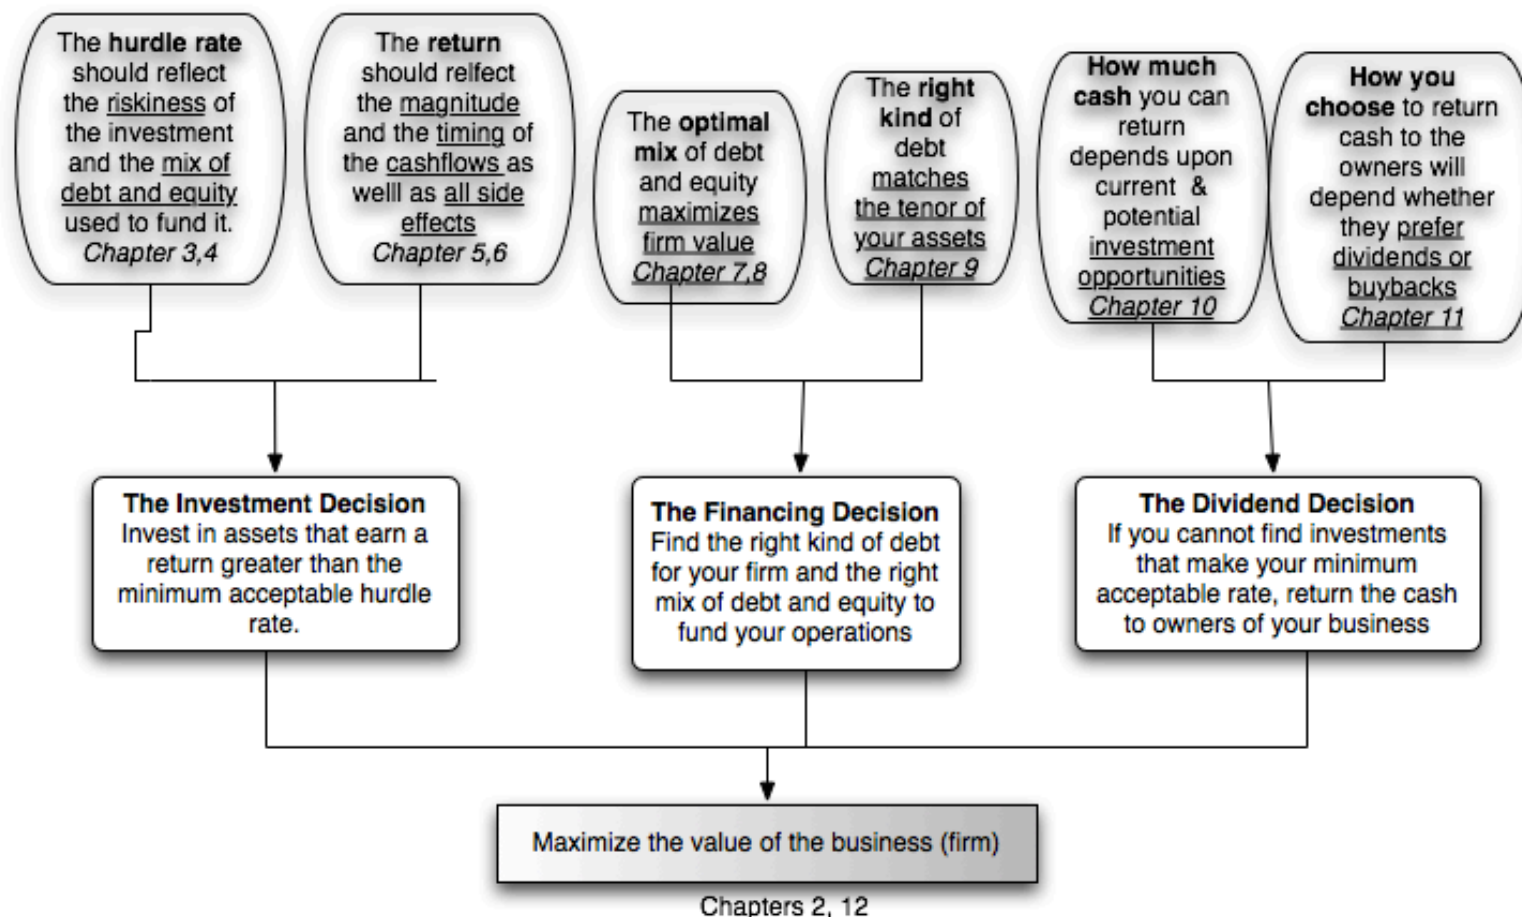 The hurdle rate
should reflect
the riskiness of
the investment
and the mix of
debt and equity
used to fund it.
Chapter 3,4
The return
should relfect
the magnitude
and the timing of
the cashflows as
welll as all side
effects
Chapter 5,6
The optimal
mix of debt
and equity
maximizes
firm value
Chapter 7,8
The right
kind of
debt
matches
the tenor of
your assets
Chapter 9
How much
cash you can
return
depends upon
current & 
potential
investment
opportunities
Chapter 10
How you
choose to return
cash to the
owners will
depend whether
they prefer
dividends or
buybacks
Chapter 11
The Investment Decision
Invest in assets that earn a
return greater than the
minimum acceptable hurdle
rate.
The Financing Decision
Find the right kind of debt
for your firm and the right
mix of debt and equity to
fund your operations
The Dividend Decision
If you cannot find investments
that make your minimum
acceptable rate, return the cash
to owners of your business
Maximize the value of the business (firm)
Chapters 2, 12